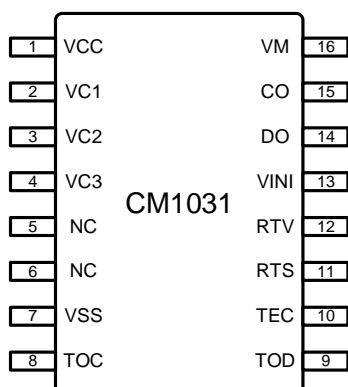 1 VCC VM 16
2 VC1 CO 15
3 VC2 DO 14
4 VC3 VINI 13
CM1031
5 NC RTV 12
6 NC RTS 11
7 VSS TEC 10
8 TOC TOD 9